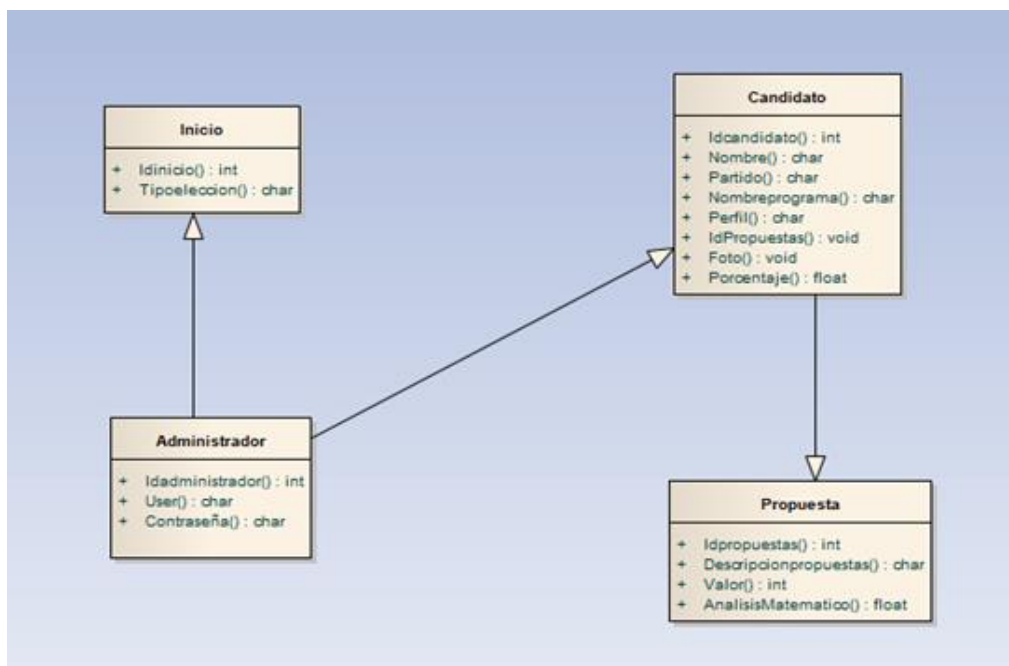 Inicio
+ Idinicio() : int
+ Tipoeleccion() : char
Candidato
+ Idcandidato() : int
+ Nombre() : char
+ Partido() : char
+ Nombreprograma() : char
+ Perfil() : char
+ IdPropuestas() : void
+ Foto() : void
+ Porcentaje() : float
Administrador
+ Idadministrador() : int
+ User() : char
+ Contraseña() : char
Propuesta
+ Idpropuestas() : int
+ Descripcionpropuestas() : char
+ Valor() : int
+ AnalisisMatematico() : float